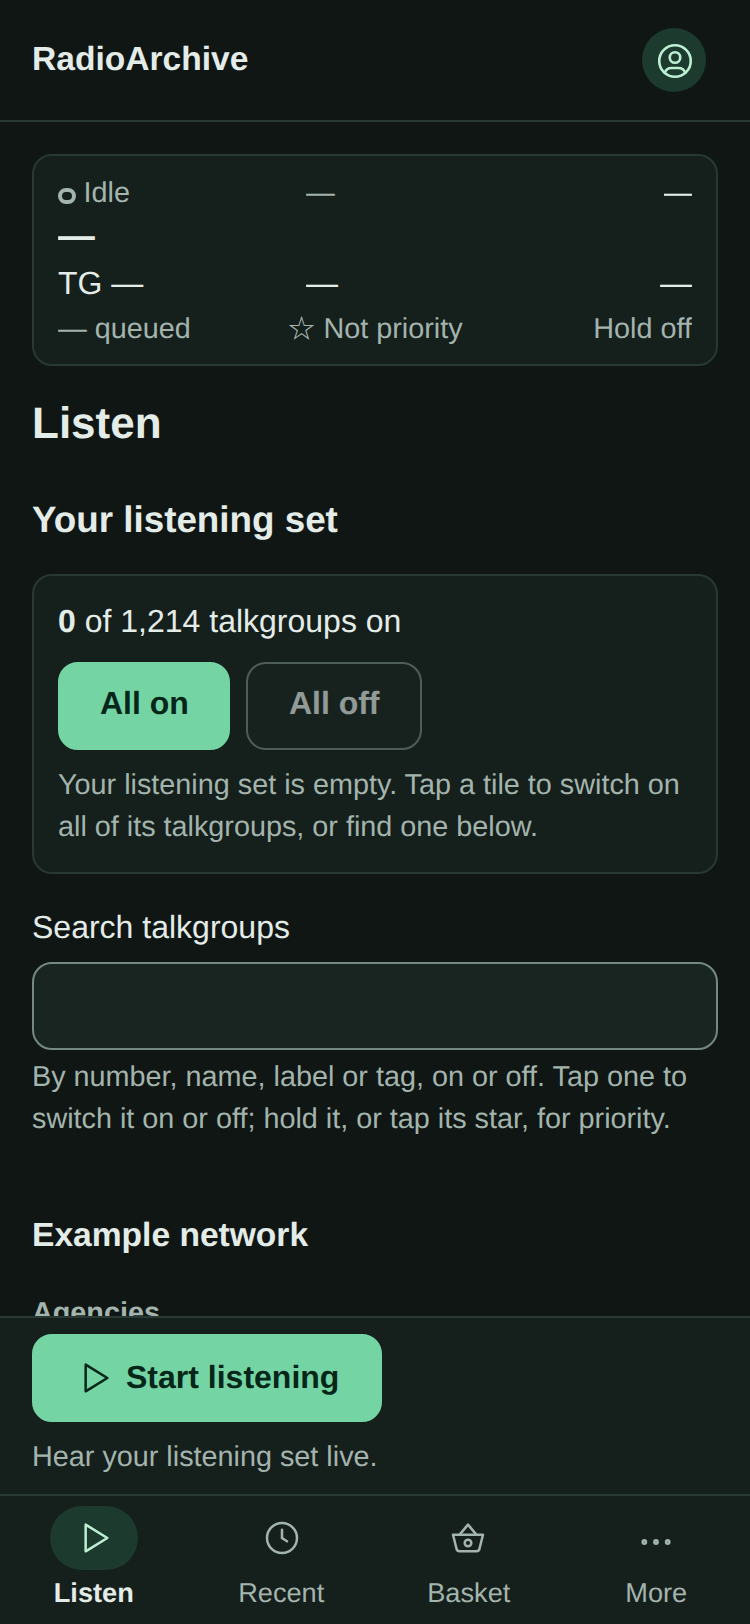 RadioArchive
Idle — —
—
TG — — —
— queued ☆ Not priority Hold off
Listen
Your listening set
0 of 1,214 talkgroups on
All on All off
Your listening set is empty. Tap a tile to switch on
all of its talkgroups, or find one below.
Search talkgroups
By number, name, label or tag, on or off. Tap one to
switch it on or off; hold it, or tap its star, for priority.
Example network
Agencies
Start listening
Hear your listening set live.
Listen Recent Basket More